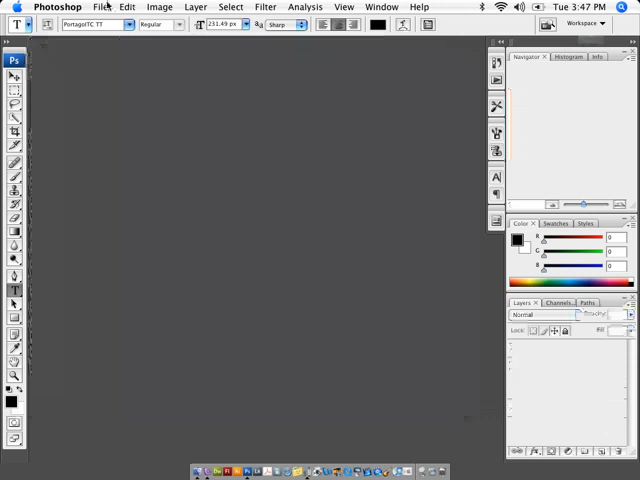 Photoshop File Edit Image Layer Select Filter Analysis View Window Help Tue 3:47 PM
T PortagoITC TT Regular T 231.49 px aa Sharp Workspace
Ps
Navigator Histogram Info
A
Color Swatches Styles
R 0
G 0
B 0
T
Layers Channels Paths
Normal Opacity:
Lock: Fill: